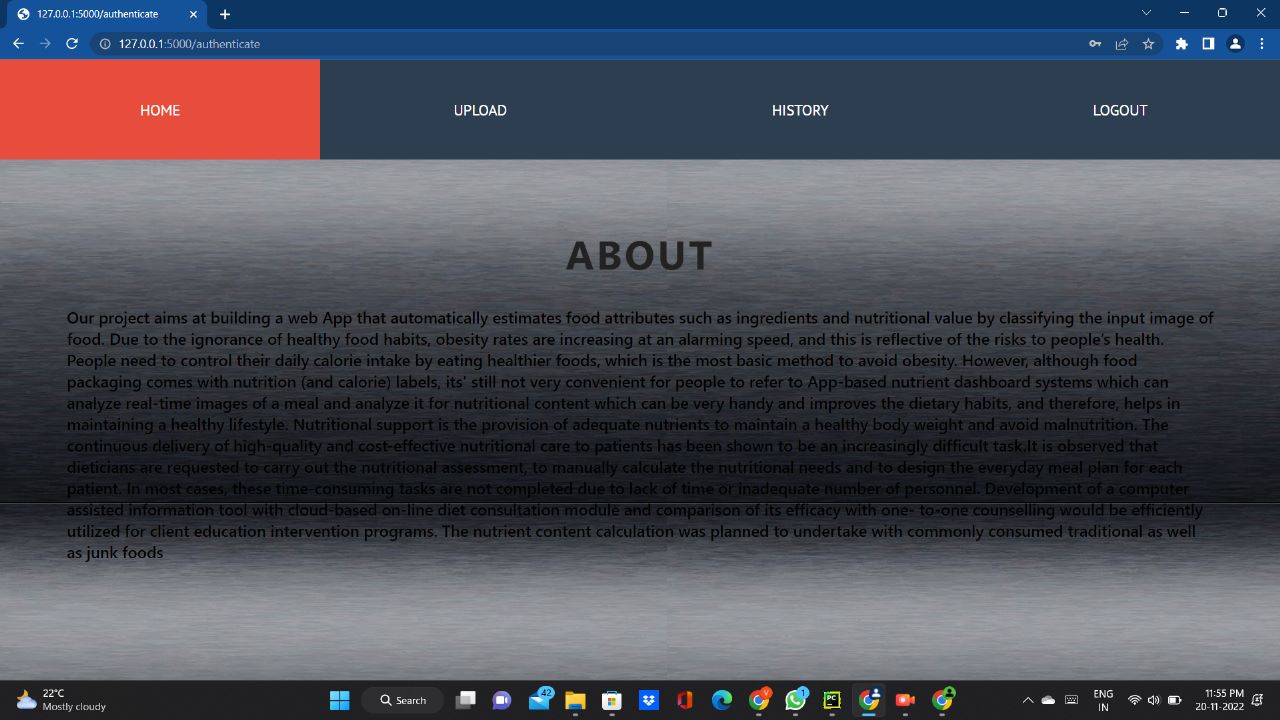 127.0.0.1:5000/authenticate
127.0.0.1:5000/authenticate
HOME UPLOAD HISTORY LOGOUT
ABOUT
Our project aims at building a web App that automatically estimates food attributes such as ingredients and nutritional value by classifying the input image of
food. Due to the ignorance of healthy food habits, obesity rates are increasing at an alarming speed, and this is reflective of the risks to people's health.
People need to control their daily calorie intake by eating healthier foods, which is the most basic method to avoid obesity. However, although food
packaging comes with nutrition (and calorie) labels, its' still not very convenient for people to refer to App-based nutrient dashboard systems which can
analyze real-time images of a meal and analyze it for nutritional content which can be very handy and improves the dietary habits, and therefore, helps in
maintaining a healthy lifestyle. Nutritional support is the provision of adequate nutrients to maintain a healthy body weight and avoid malnutrition. The
continuous delivery of high-quality and cost-effective nutritional care to patients has been shown to be an increasingly difficult task.It is observed that
dieticians are requested to carry out the nutritional assessment, to manually calculate the nutritional needs and to design the everyday meal plan for each
patient. In most cases, these time-consuming tasks are not completed due to lack of time or inadequate number of personnel. Development of a computer
assisted information tool with cloud-based on-line diet consultation module and comparison of its efficacy with one- to-one counselling would be efficiently
utilized for client education intervention programs. The nutrient content calculation was planned to undertake with commonly consumed traditional as well
as junk foods
22°C
Mostly cloudy
Search
42
V
1
PC
ENG
IN
11:55 PM
20-11-2022